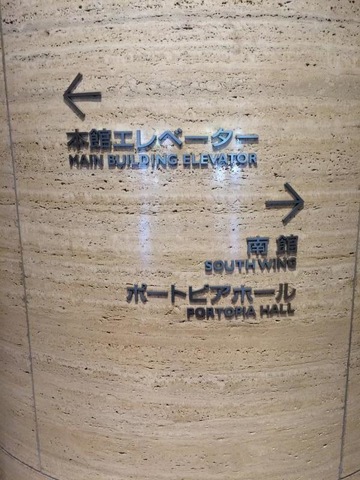 ←
本館エレベーター
MAIN BUILDING ELEVATOR
→
南館
SOUTH WING
ポートピアホール
PORTOPIA HALL